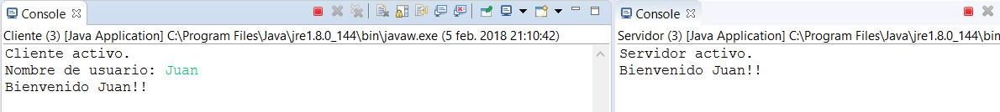 Console
Cliente (3) [Java Application] C:\Program Files\Java\jre1.8.0_144\bin\javaw.exe (5 feb. 2018 21:10:42)
Cliente activo.
Nombre de usuario: Juan
Bienvenido Juan!!
Console
Servidor (3) [Java Application] C:\Program Files\Java\jre1.8.0_144\bin
Servidor activo.
Bienvenido Juan!!